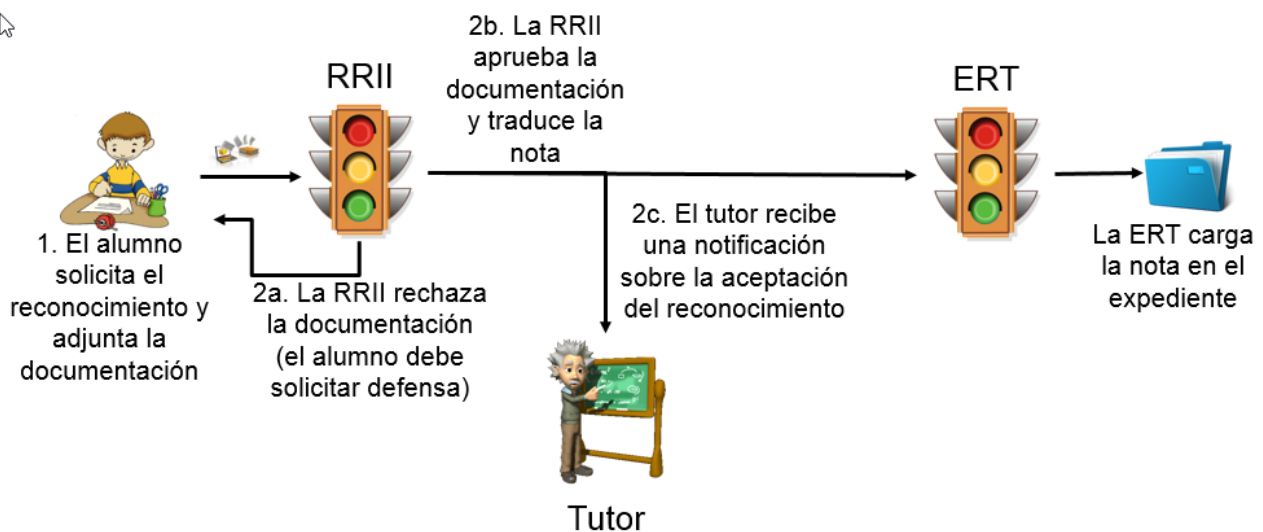 1. El alumno
solicita el
reconocimiento y
adjunta la
documentación
RRII
2a. La RRII rechaza
la documentación
(el alumno debe
solicitar defensa)
2b. La RRII
aprueba la
documentación
y traduce la
nota
2c. El tutor recibe
una notificación
sobre la aceptación
del reconocimiento
Tutor
ERT
La ERT carga
la nota en el
expediente